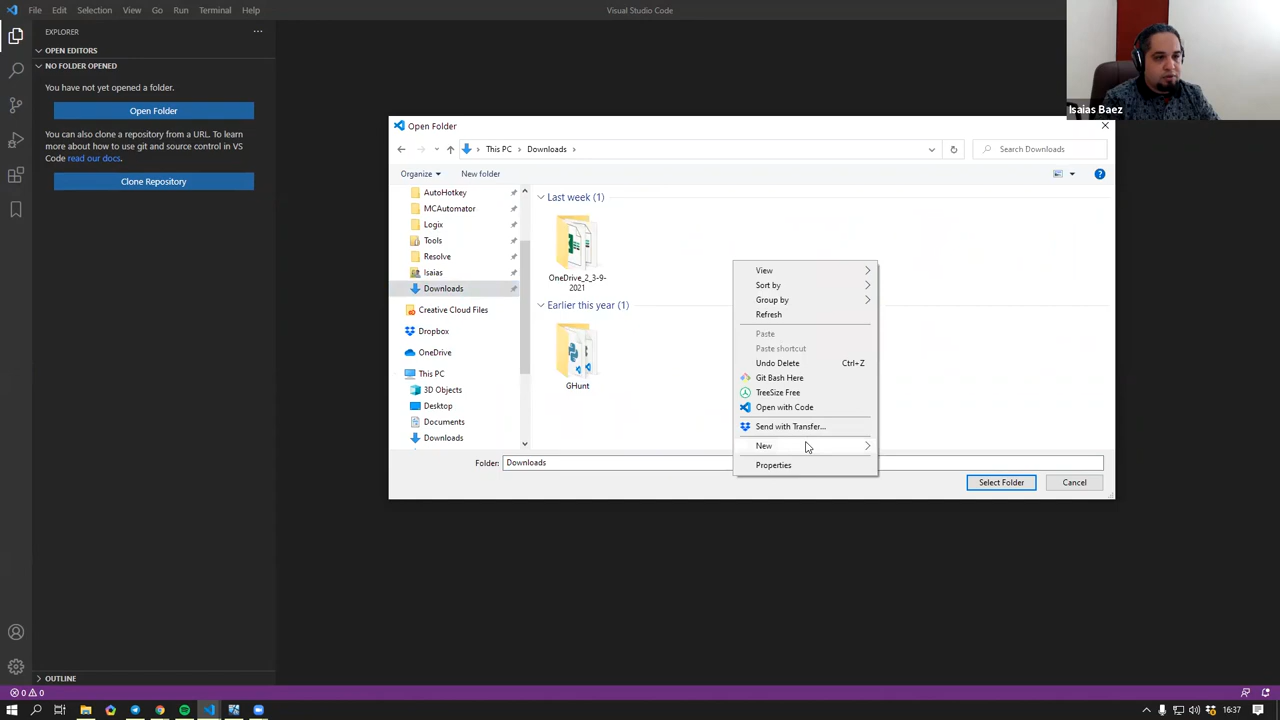 File Edit Selection View Go Run Terminal Help
Visual Studio Code
EXPLORER
OPEN EDITORS
NO FOLDER OPENED
You have not yet opened a folder.
Open Folder
You can also clone a repository from a URL. To learn
more about how to use git and source control in VS
Code read our docs.
Clone Repository
OUTLINE
Isaias Baez
Open Folder
This PC
Downloads
Search Downloads
Organize
New folder
AutoHotkey
MCAutomator
Logix
Tools
Resolve
Isaias
Downloads
Creative Cloud Files
Dropbox
OneDrive
This PC
3D Objects
Desktop
Documents
Downloads
Last week (1)
OneDrive_2_3-9-
2021
Earlier this year (1)
GHunt
View
Sort by
Group by
Refresh
Paste
Paste shortcut
Undo Delete Ctrl+Z
Git Bash Here
TreeSize Free
Open with Code
Send with Transfer...
New
Properties
Folder: Downloads
Select Folder
Cancel
0 0
16:37